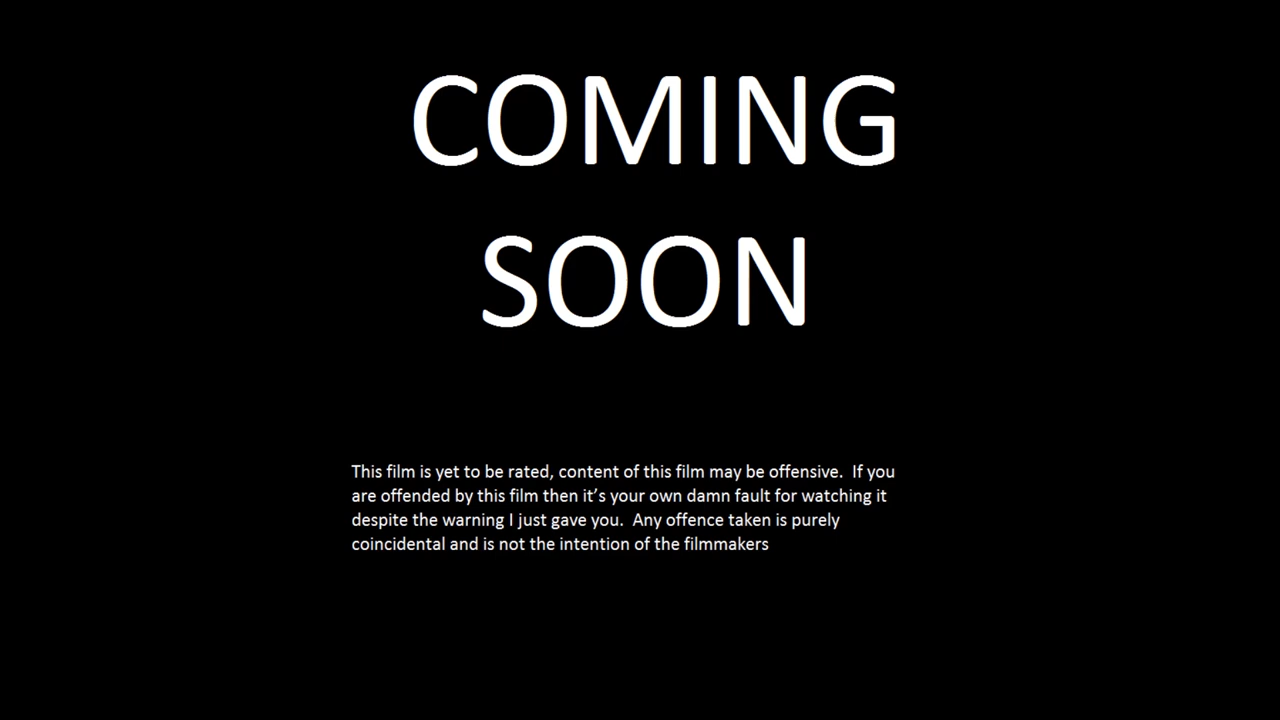 COMING
SOON
This film is yet to be rated, content of this film may be offensive.  If you
are offended by this film then it’s your own damn fault for watching it
despite the warning I just gave you.  Any offence taken is purely
coincidental and is not the intention of the filmmakers